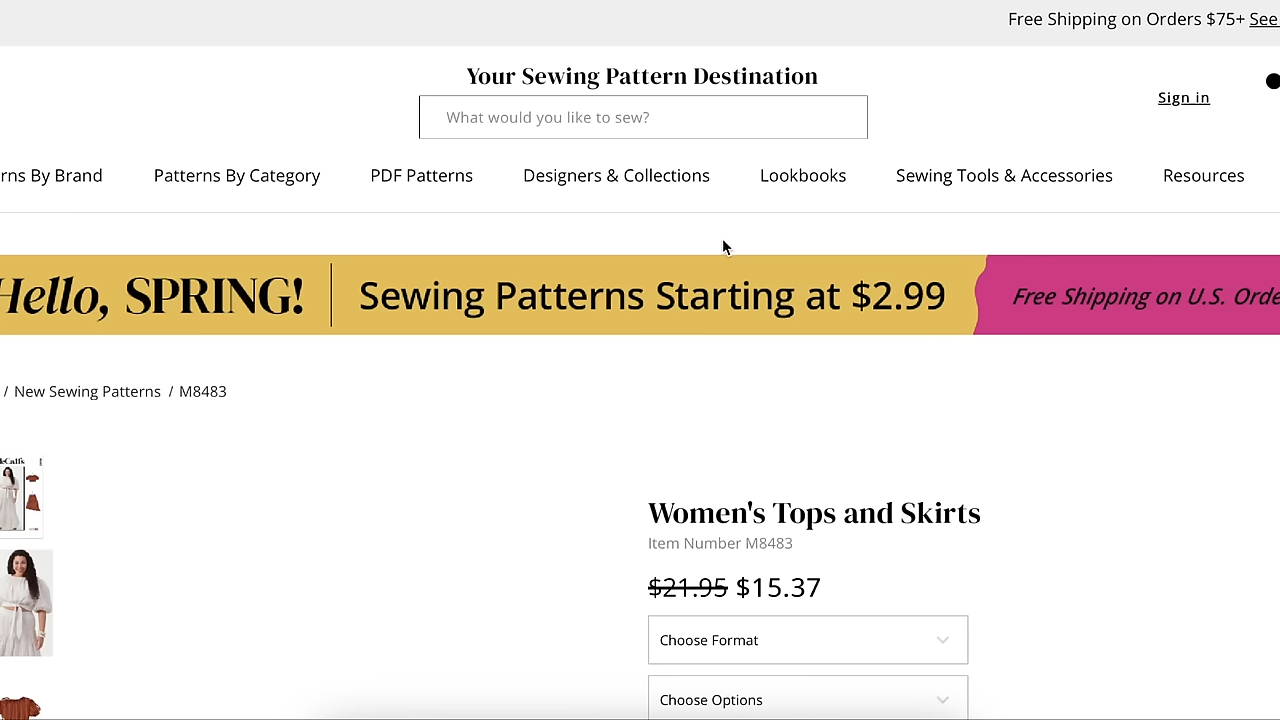 Free Shipping on Orders $75+ See
Your Sewing Pattern Destination
What would you like to sew?
Sign in
rns By Brand Patterns By Category PDF Patterns Designers & Collections Lookbooks Sewing Tools & Accessories Resources
Hello, SPRING! Sewing Patterns Starting at $2.99 Free Shipping on U.S. Orde
/ New Sewing Patterns / M8483
Women's Tops and Skirts
Item Number M8483
$21.95 $15.37
Choose Format
Choose Options